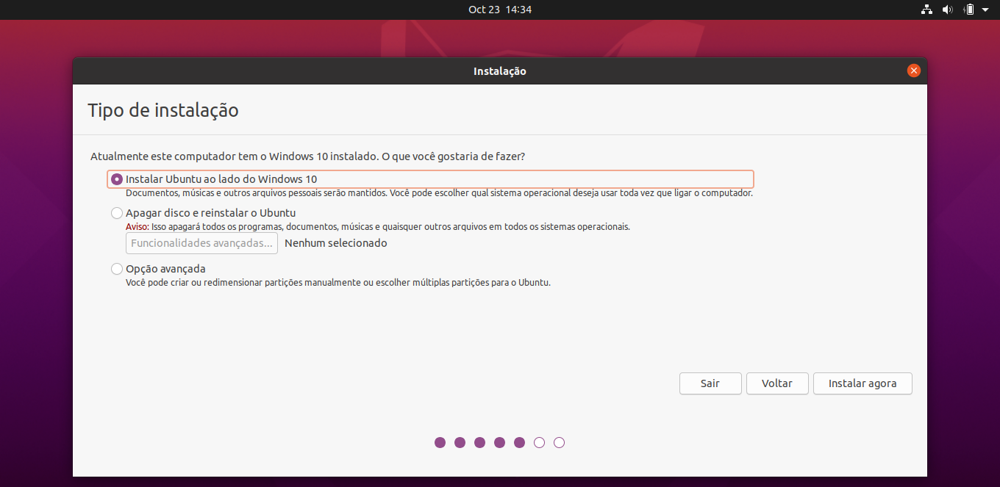 Oct 23 14:34
Instalação
Tipo de instalação
Atualmente este computador tem o Windows 10 instalado. O que você gostaria de fazer?
Instalar Ubuntu ao lado do Windows 10
Documentos, músicas e outros arquivos pessoais serão mantidos. Você pode escolher qual sistema operacional deseja usar toda vez que ligar o computador.
Apagar disco e reinstalar o Ubuntu
Aviso: Isso apagará todos os programas, documentos, músicas e quaisquer outros arquivos em todos os sistemas operacionais.
Funcionalidades avançadas... Nenhum selecionado
Opção avançada
Você pode criar ou redimensionar partições manualmente ou escolher múltiplas partições para o Ubuntu.
Sair Voltar Instalar agora